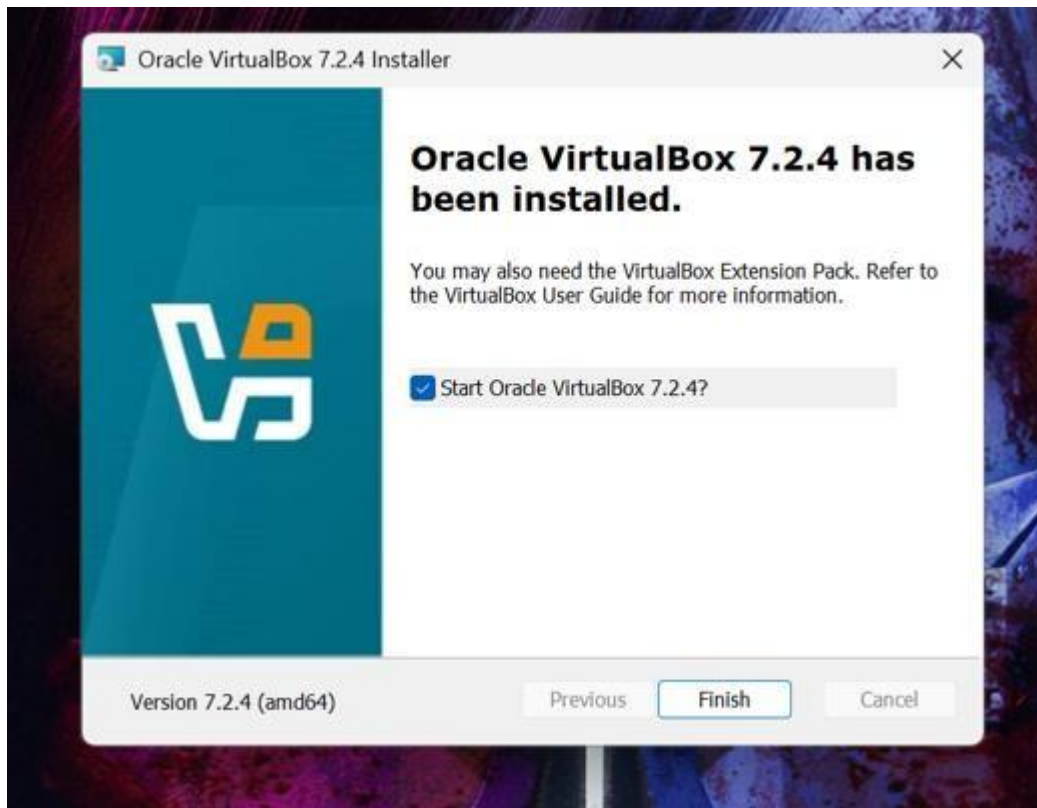 Oracle VirtualBox 7.2.4 Installer
Oracle VirtualBox 7.2.4 has
been installed.
You may also need the VirtualBox Extension Pack. Refer to
the VirtualBox User Guide for more information.
Start Oracle VirtualBox 7.2.4?
Version 7.2.4 (amd64)
Previous
Finish
Cancel